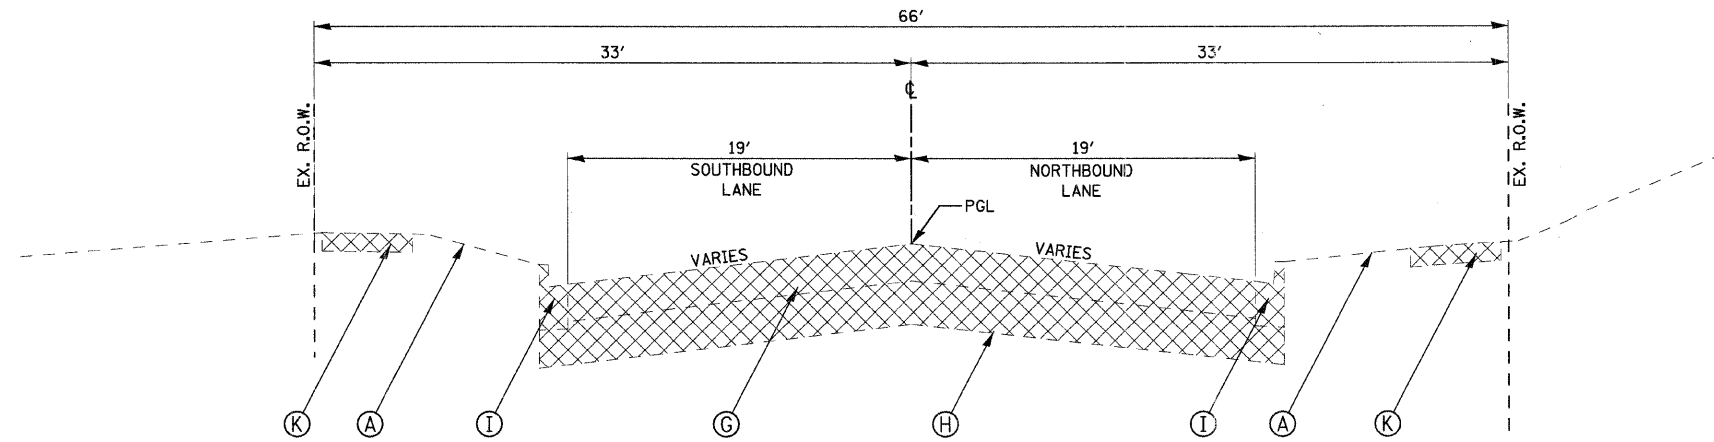 66'
33'
33'
℄
EX. R.O.W.
EX. R.O.W.
19'
SOUTHBOUND
LANE
19'
NORTHBOUND
LANE
PGL
VARIES
VARIES
K
A
I
G
H
I
A
K